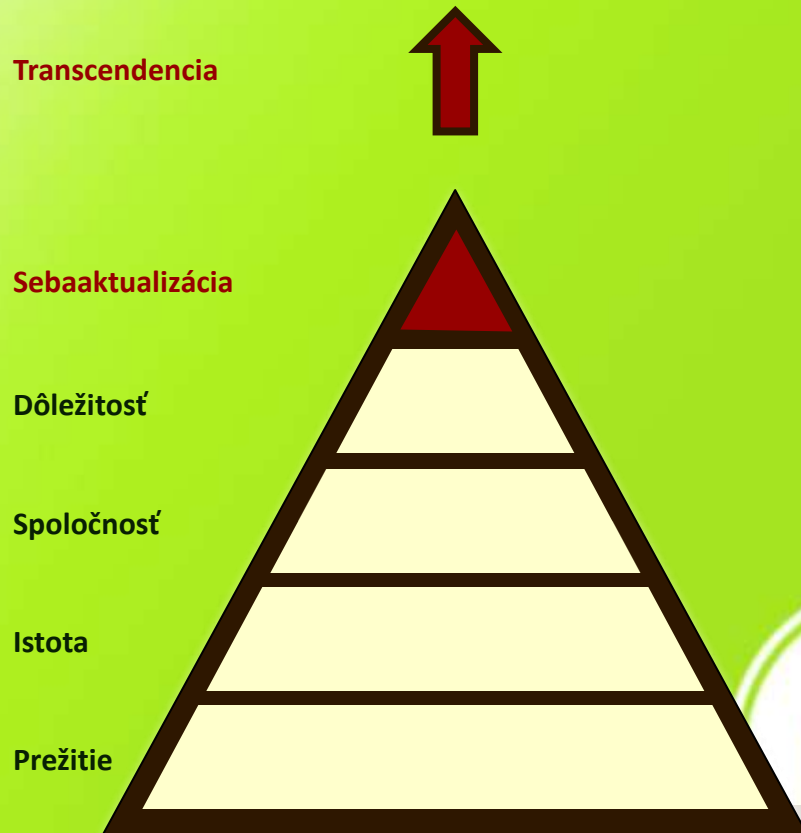 Transcendencia
Sebaaktualizácia
Dôležitosť
Spoločnosť
Istota
Prežitie